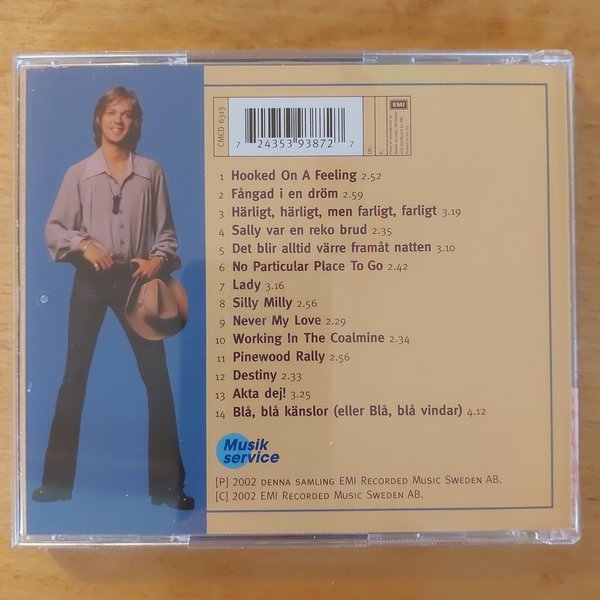 CMCD 6313
7 24353 93872 7
EMI
1 Hooked On A Feeling 2.52
2 Fångad i en dröm 2.59
3 Härligt, härligt, men farligt, farligt 3.19
4 Sally var en reko brud 2.35
5 Det blir alltid värre framåt natten 3.10
6 No Particular Place To Go 2.42
7 Lady 3.16
8 Silly Milly 2.56
9 Never My Love 2.29
10 Working In The Coalmine 2.34
11 Pinewood Rally 2.56
12 Destiny 2.33
13 Akta dej! 3.25
14 Blå, blå känslor (eller Blå, blå vindar) 4.12
Musik
service
[P] 2002 DENNA SAMLING EMI RECORDED MUSIC SWEDEN AB.
[C] 2002 EMI RECORDED MUSIC SWEDEN AB.